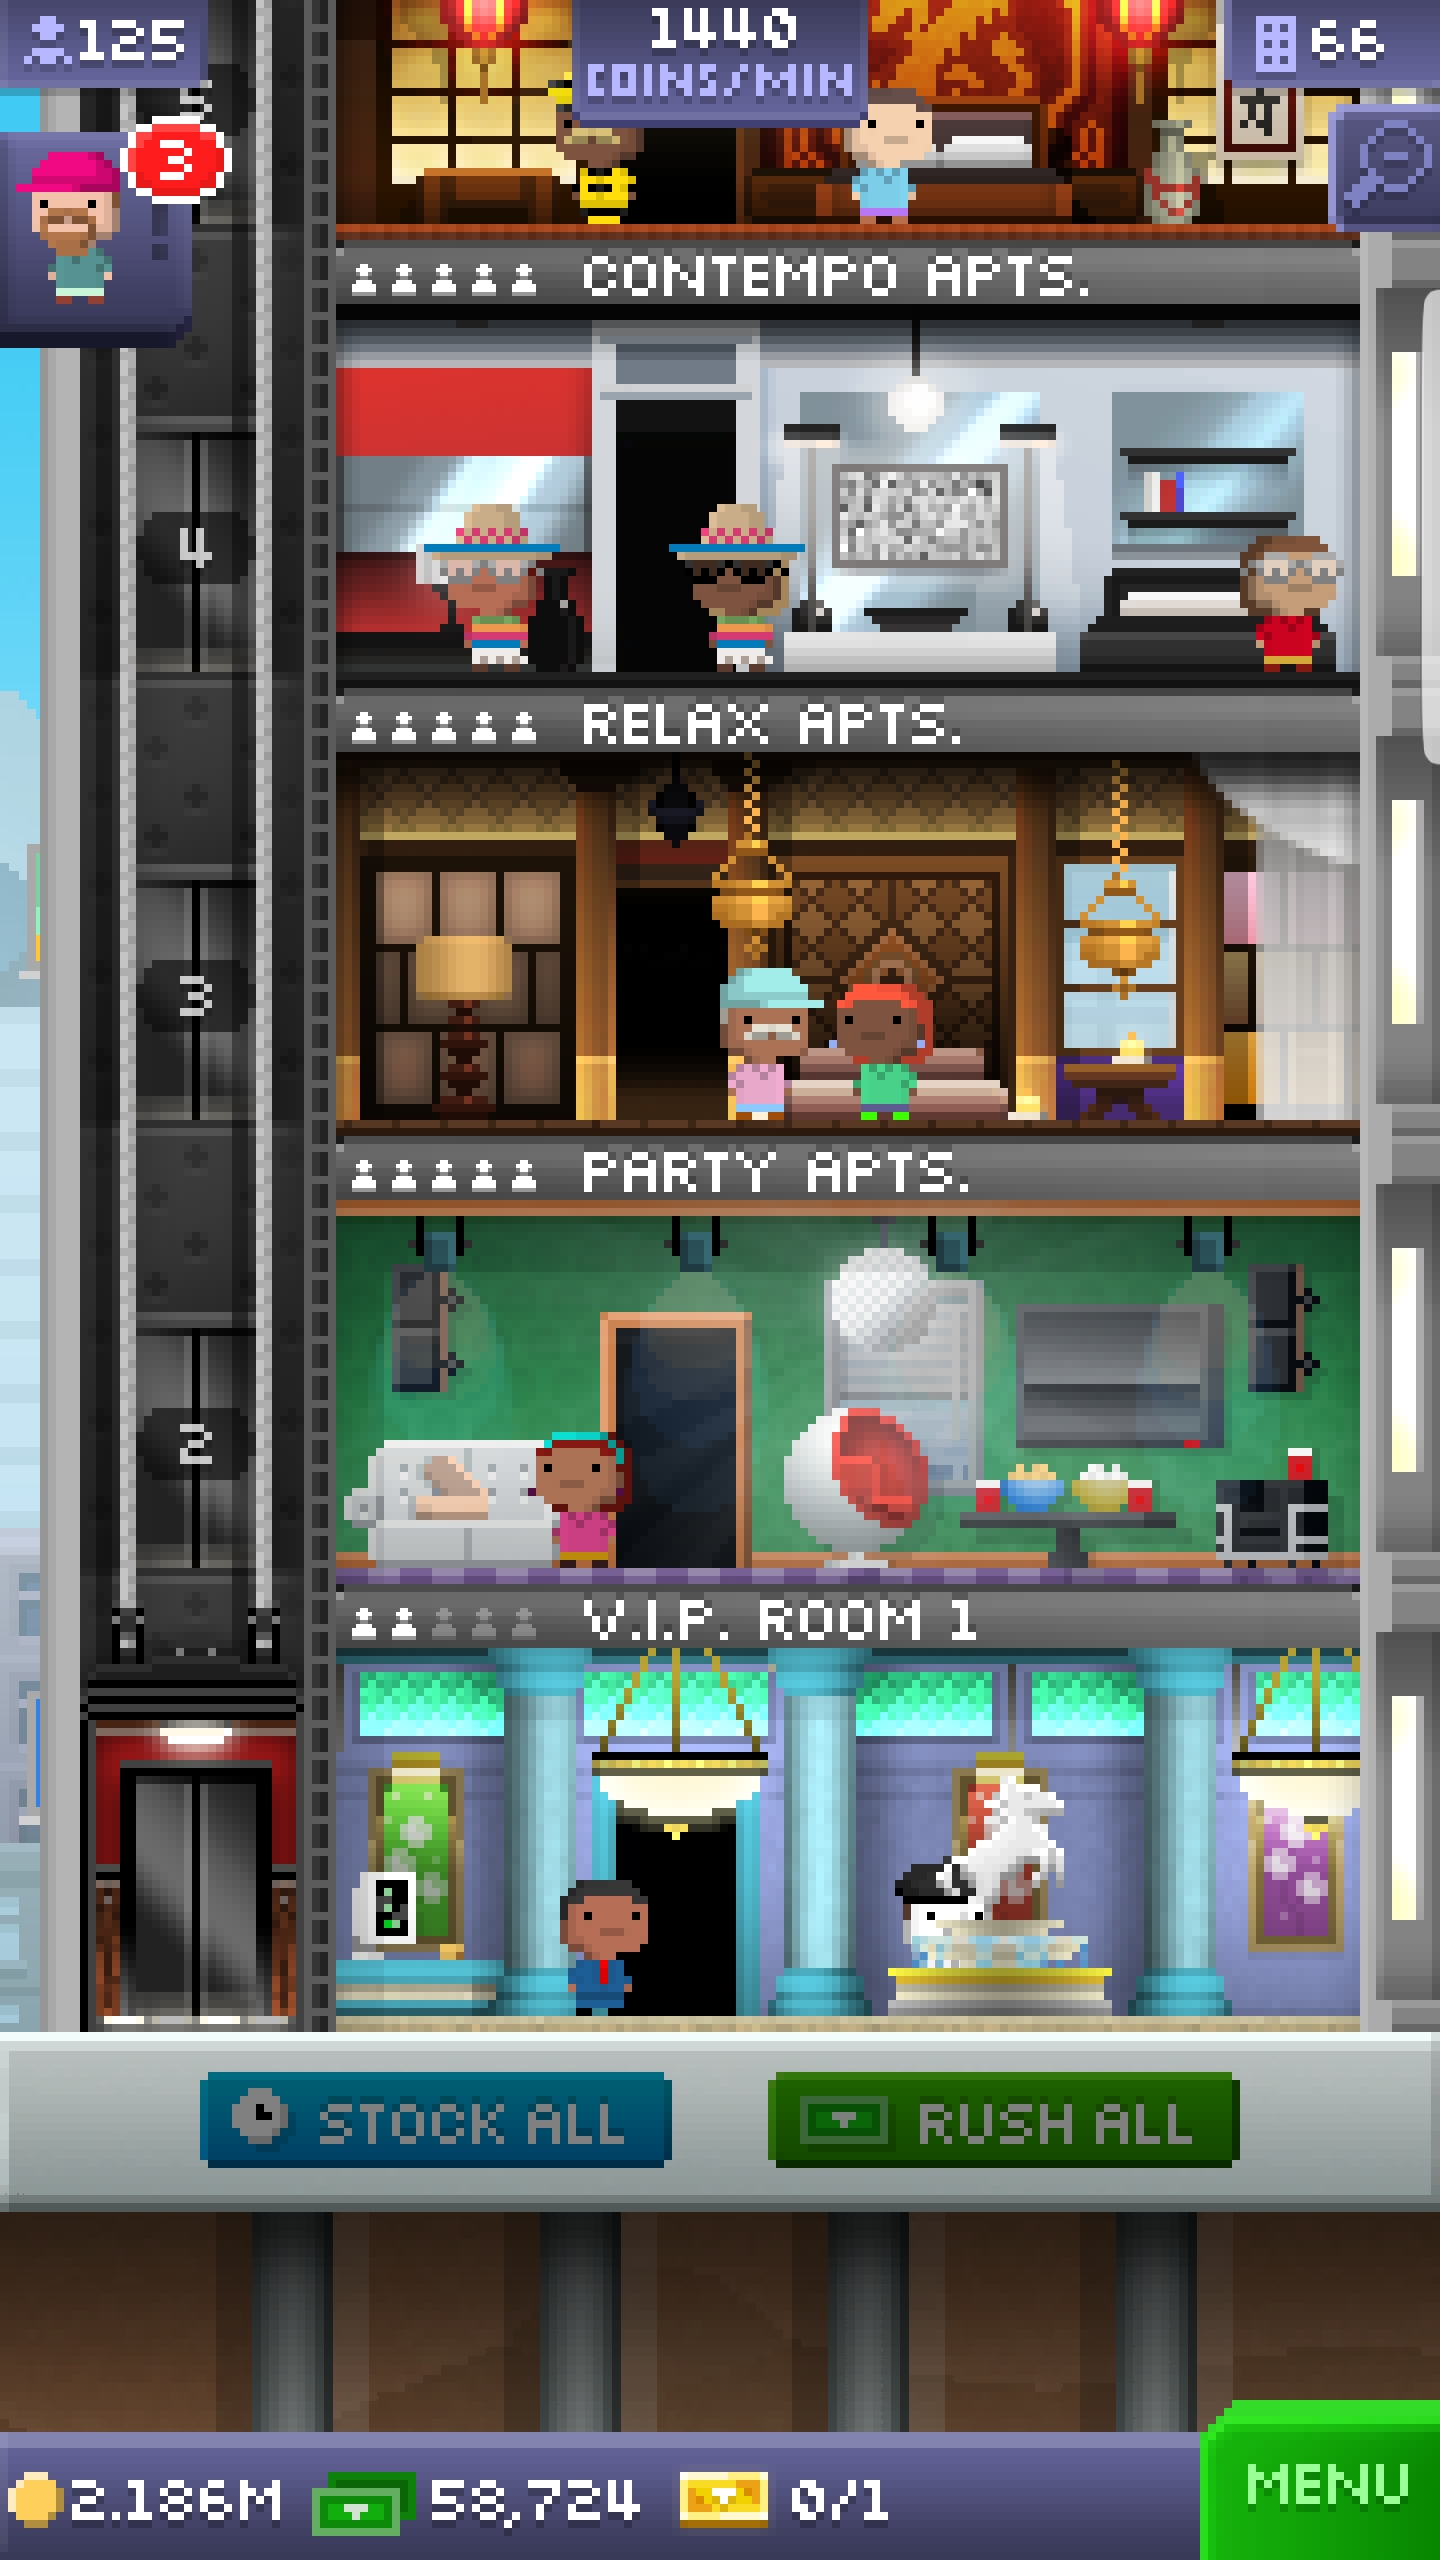 125
1440
COINS/MIN
66
5
3
CONTEMPO APTS.
4
RELAX APTS.
3
PARTY APTS.
2
V.I.P. ROOM 1
STOCK ALL
RUSH ALL
2.186M
58,724
0/1
MENU